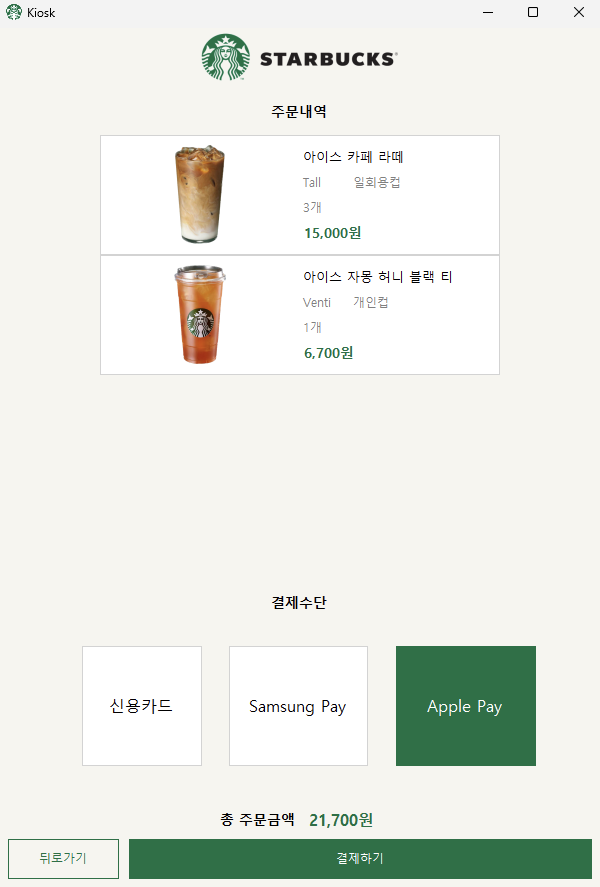 Kiosk
STARBUCKS
주문내역
아이스 카페 라떼
Tall 일회용컵
3개
15,000원
아이스 자몽 허니 블랙 티
Venti 개인컵
1개
6,700원
결제수단
신용카드 Samsung Pay Apple Pay
총 주문금액 21,700원
뒤로가기 결제하기